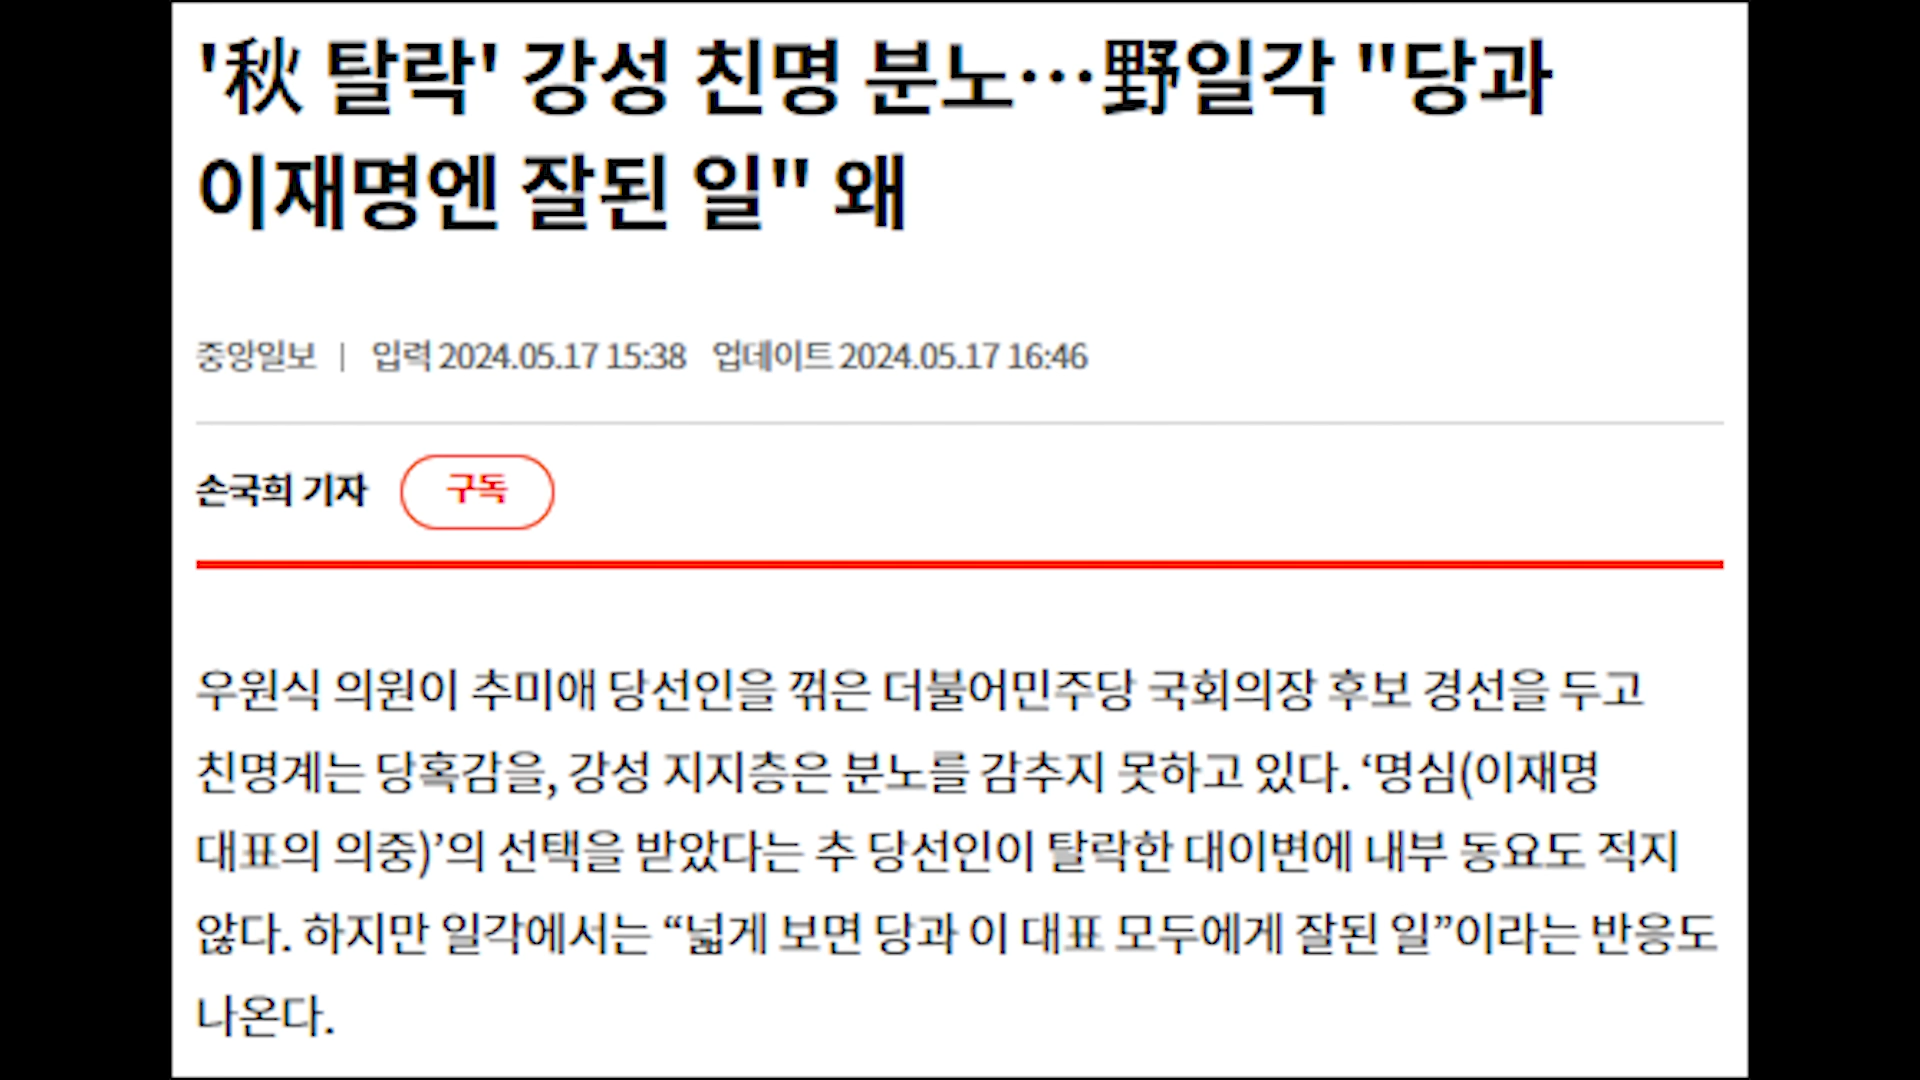 '秋 탈락' 강성 친명 분노…野일각 "당과
이재명엔 잘된 일" 왜
중앙일보 | 입력 2024.05.17 15:38 업데이트 2024.05.17 16:46
손국희 기자 구독
우원식 의원이 추미애 당선인을 꺾은 더불어민주당 국회의장 후보 경선을 두고
친명계는 당혹감을, 강성 지지층은 분노를 감추지 못하고 있다. ‘명심(이재명
대표의 의중)’의 선택을 받았다는 추 당선인이 탈락한 대이변에 내부 동요도 적지
않다. 하지만 일각에서는 “넓게 보면 당과 이 대표 모두에게 잘된 일”이라는 반응도
나온다.